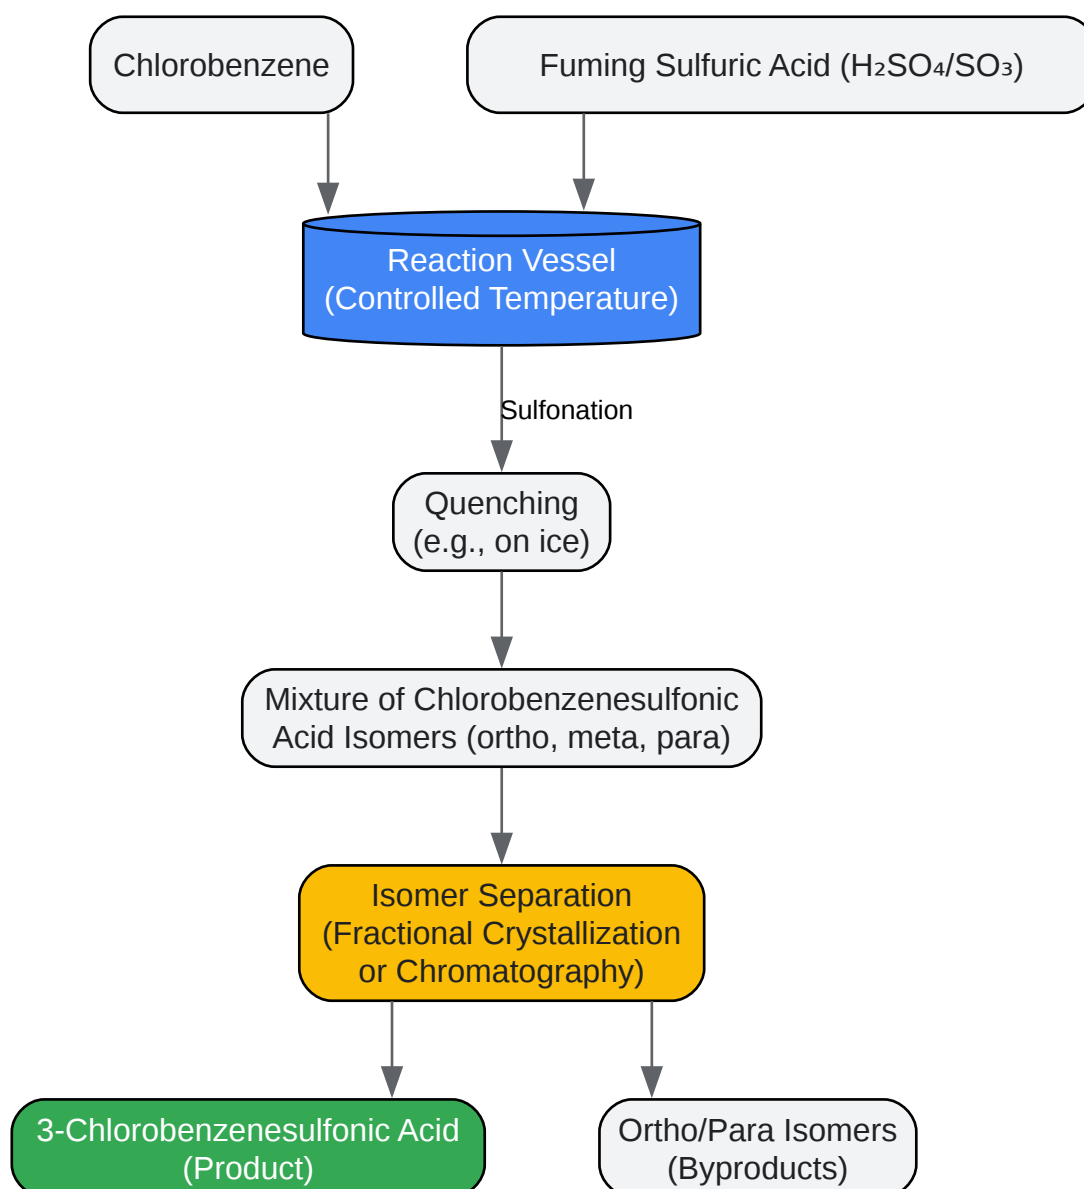 Chlorobenzene
Fuming Sulfuric Acid (H₂SO₄/SO₃)
Reaction Vessel
(Controlled Temperature)
Sulfonation
Quenching
(e.g., on ice)
Mixture of Chlorobenzenesulfonic
Acid Isomers (ortho, meta, para)
Isomer Separation
(Fractional Crystallization
or Chromatography)
3-Chlorobenzenesulfonic Acid
(Product)
Ortho/Para Isomers
(Byproducts)